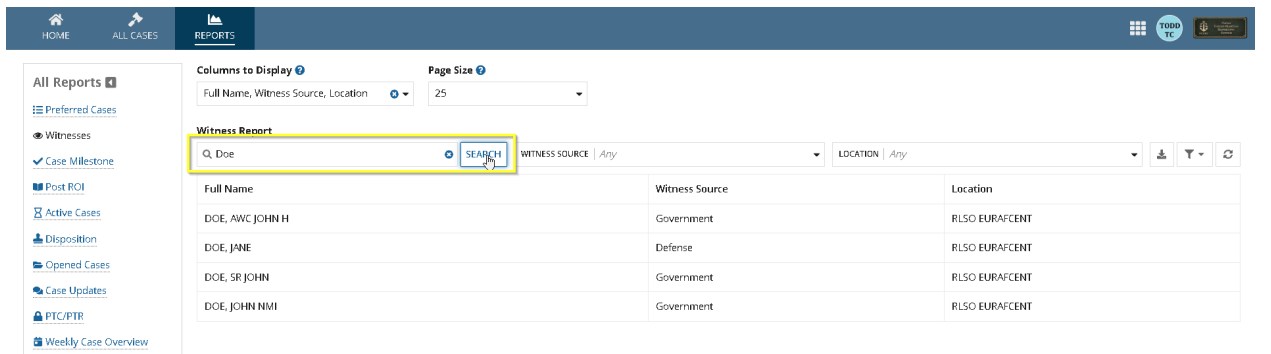 HOME ALL CASES REPORTS TODD TC
All Reports
Preferred Cases
Witnesses
Case Milestone
Post ROI
Active Cases
Disposition
Opened Cases
Case Updates
PTC/PTR
Weekly Case Overview
Columns to Display Page Size
Full Name, Witness Source, Location 25
Witness Report
Doe SEARCH WITNESS SOURCE Any LOCATION Any
Full Name Witness Source Location
DOE, AWC JOHN H Government RLSO EURAFCENT
DOE, JANE Defense RLSO EURAFCENT
DOE, SR JOHN Government RLSO EURAFCENT
DOE, JOHN NMI Government RLSO EURAFCENT